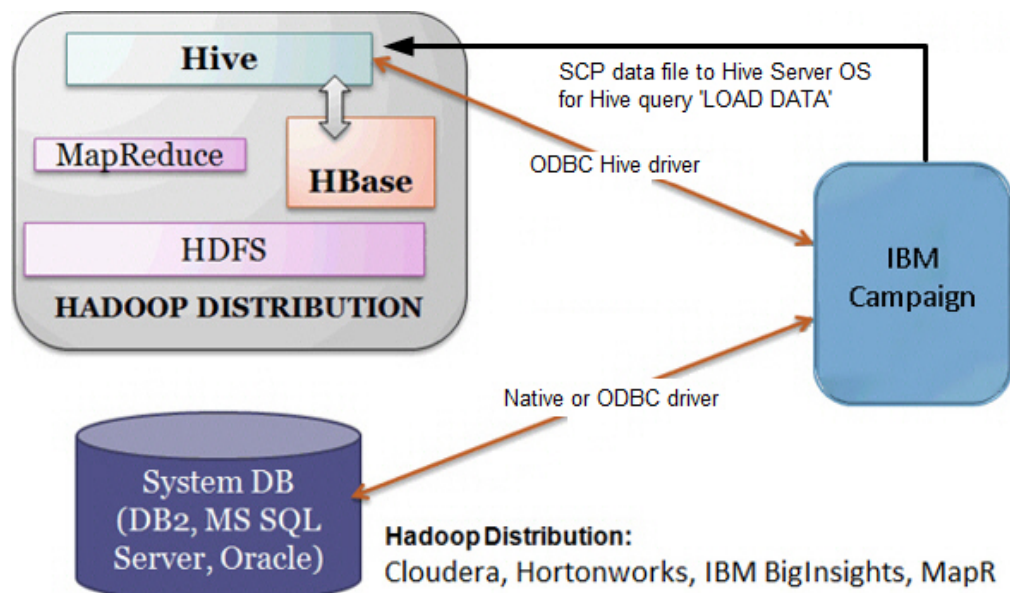 Hive
SCP data file to Hive Server OS
for Hive query 'LOAD DATA'
MapReduce
HBase
ODBC Hive driver
HDFS
HADOOP DISTRIBUTION
IBM
Campaign
Native or ODBC driver
System DB
(DB2, MS SQL
Server, Oracle)
Hadoop Distribution:
Cloudera, Hortonworks, IBM BigInsights, MapR